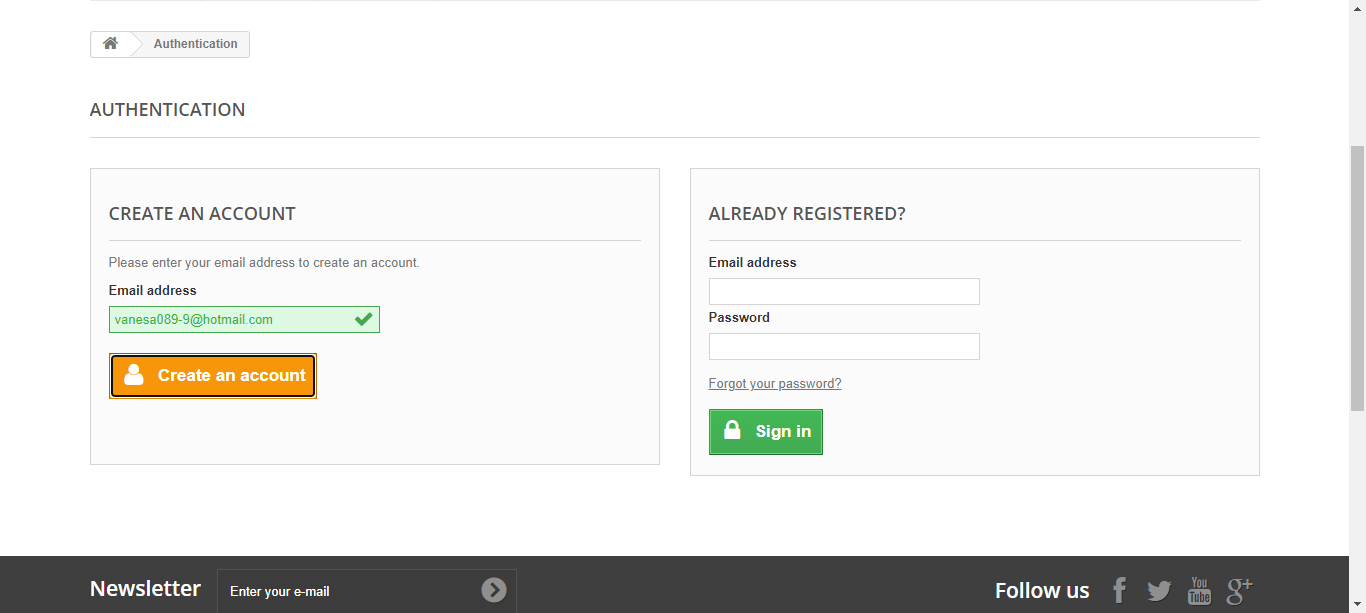 Authentication
AUTHENTICATION
CREATE AN ACCOUNT
Please enter your email address to create an account.
Email address
vanesa089-9@hotmail.com
Create an account
ALREADY REGISTERED?
Email address
Password
Forgot your password?
Sign in
Newsletter
Enter your e-mail
Follow us
You
Tube
g+